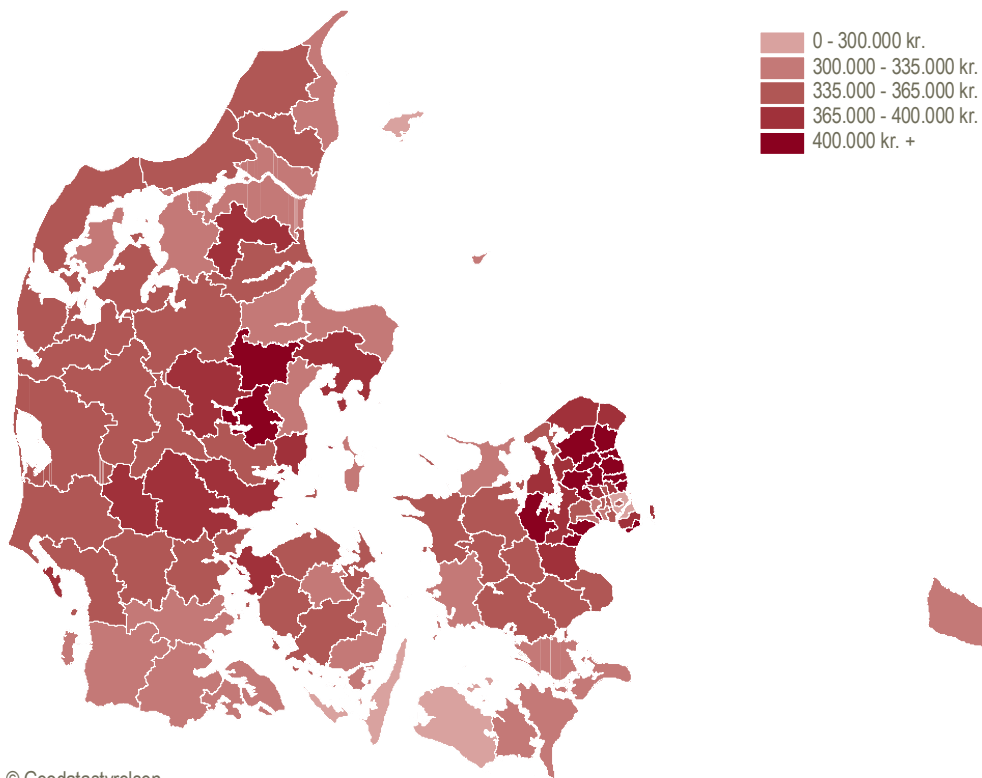 0 - 300.000 kr.
300.000 - 335.000 kr.
335.000 - 365.000 kr.
365.000 - 400.000 kr.
400.000 kr. +
© Geodatastyrelsen